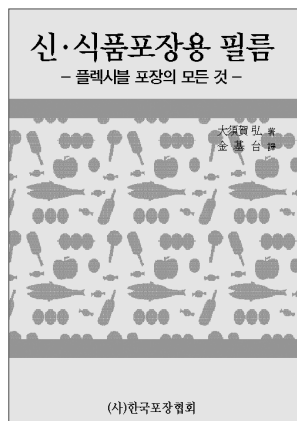 신·식품포장용 필름
- 플렉시블 포장의 모든 것 -
大須賀 弘 著
金基台 譯
(사)한국포장협회